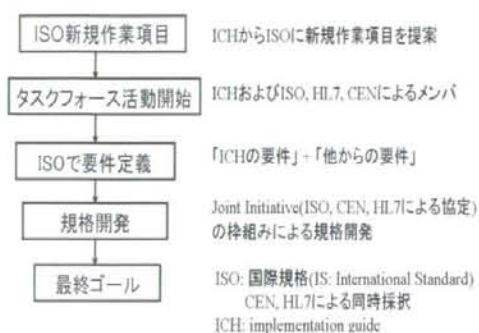 ISO新規作業項目
ICHからISOに新規作業項目を提案
タスクフォース活動開始
ICHおよびISO, HL7, CENによるメンバ
ISOで要件定義
「ICHの要件」+「他からの要件」
規格開発
Joint Initiative(ISO, CEN, HL7による協定)
の枠組みによる規格開発
最終ゴール
ISO: 国際規格(IS: International Standard)
CEN, HL7による同時採択
ICH: implementation guide